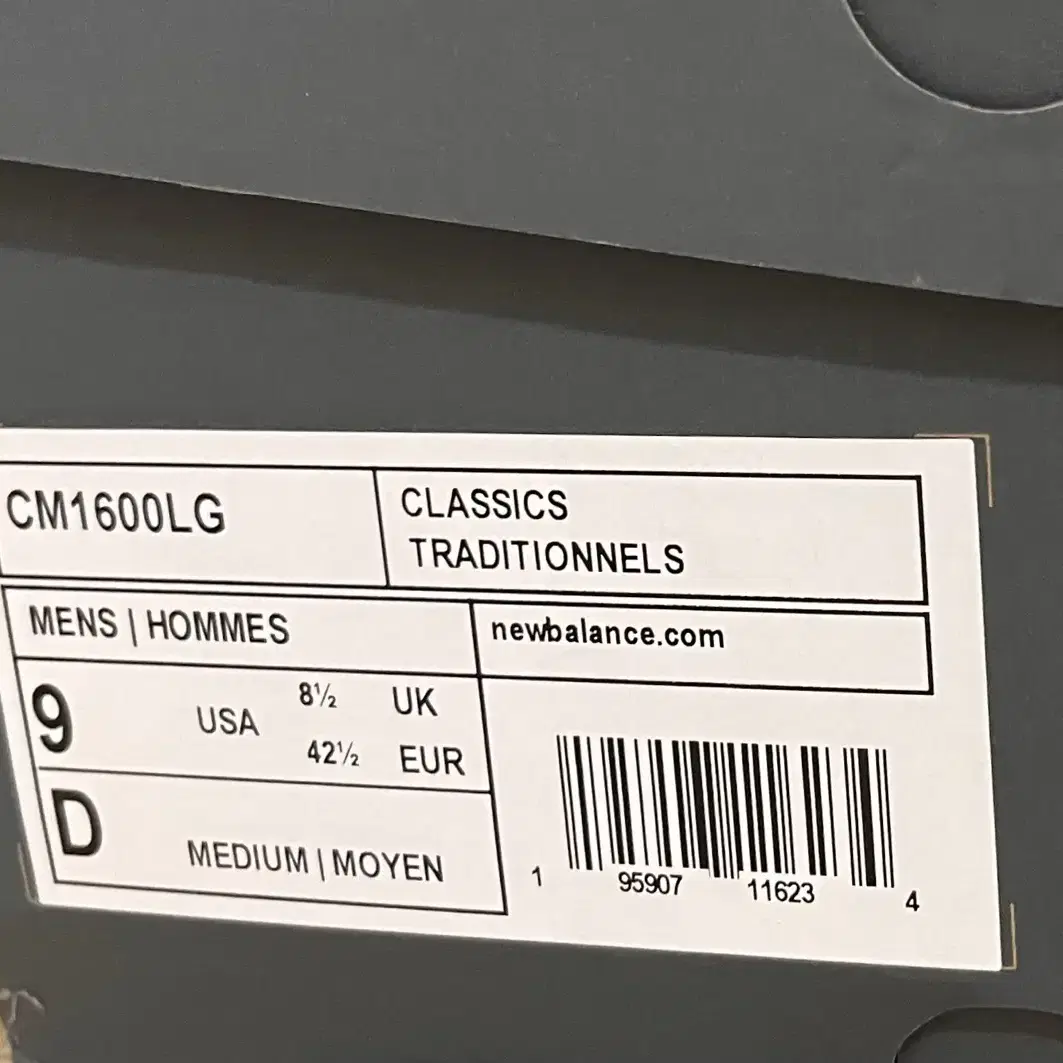 CM1600LG
CLASSICS
TRADITIONNELS
MENS | HOMMES
newbalance.com
9 USA 8½ UK
42½ EUR
D MEDIUM | MOYEN
1 95907 11623 4